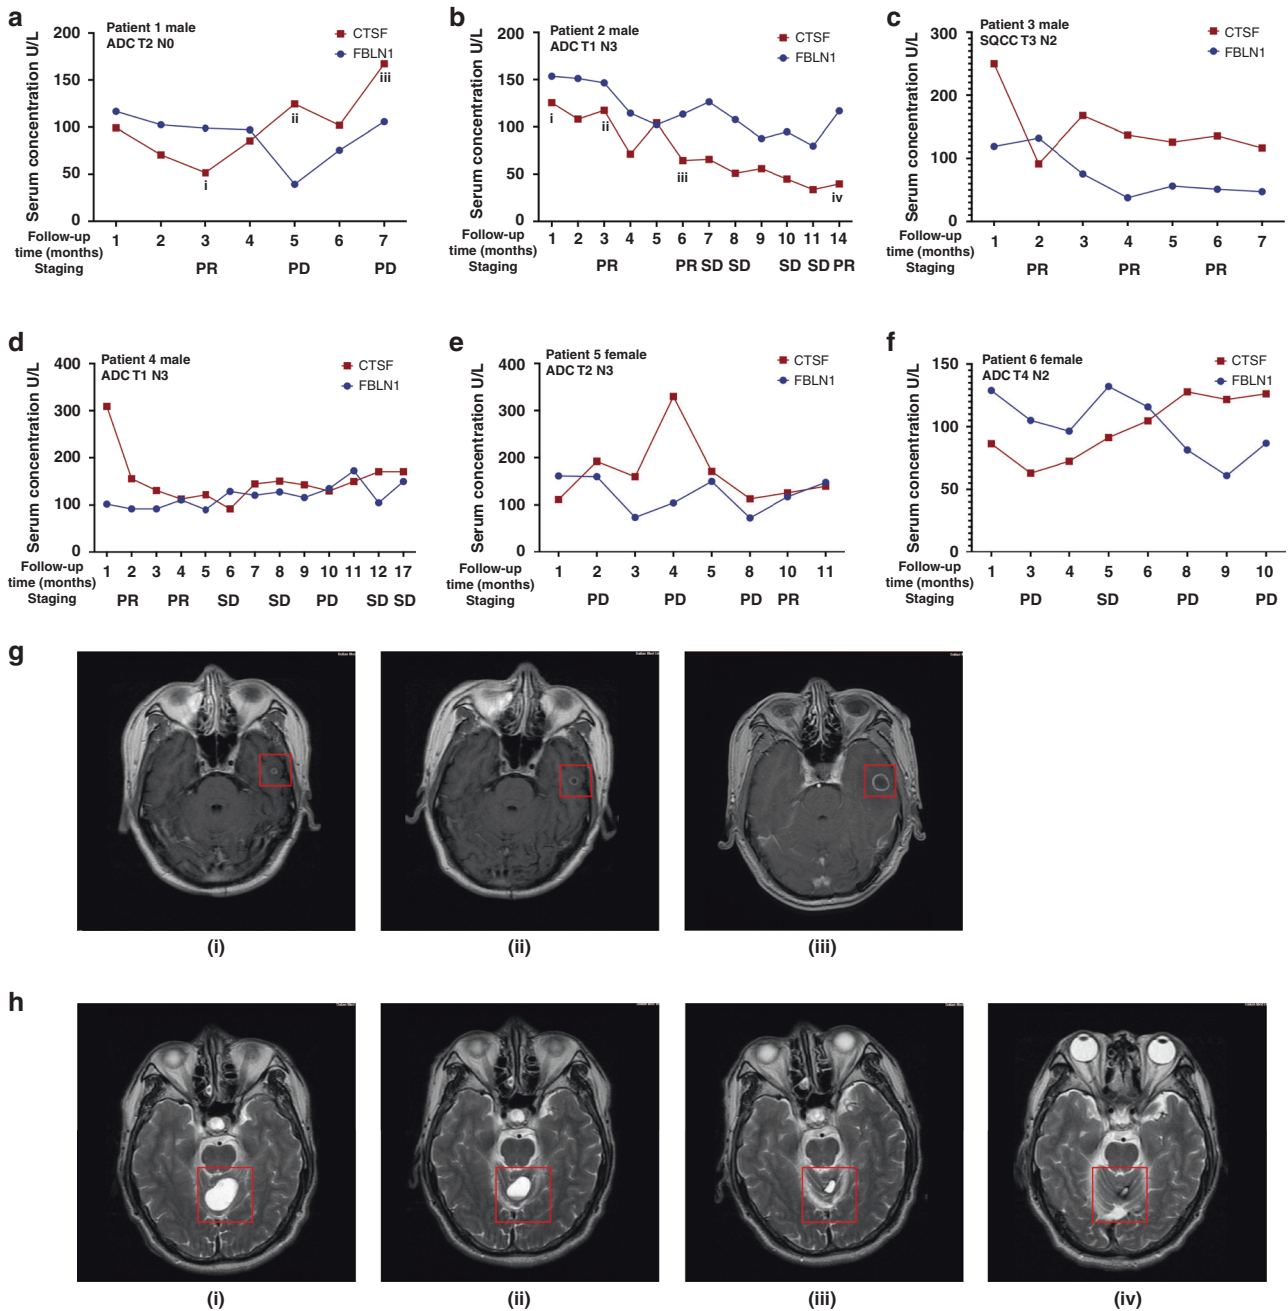 a
Patient 1 male
ADC T2 N0
CTSF
FBLN1
Serum concentration U/L
200
150
100
50
0
i
ii
iii
Follow-up time (months)
1 2 3 4 5 6 7
Staging
PR PD PD
b
Patient 2 male
ADC T1 N3
CTSF
FBLN1
Serum concentration U/L
200
150
100
50
0
i
ii
iii
iv
Follow-up time (months)
1 2 3 4 5 6 7 8 9 10 11 14
Staging
PR PR SD SD SD SD PR
c
Patient 3 male
SQCC T3 N2
CTSF
FBLN1
Serum concentration U/L
300
200
100
0
Follow-up time (months)
1 2 3 4 5 6 7
Staging
PR PR PR
d
Patient 4 male
ADC T1 N3
CTSF
FBLN1
Serum concentration U/L
400
300
200
100
0
Follow-up time (months)
1 2 3 4 5 6 7 8 9 10 11 12 17
Staging
PR PR SD SD PD SD SD
e
Patient 5 female
ADC T2 N3
CTSF
FBLN1
Serum concentration U/L
400
300
200
100
0
Follow-up time (months)
1 2 3 4 5 8 10 11
Staging
PD PD PD PR
f
Patient 6 female
ADC T4 N2
CTSF
FBLN1
Serum concentration U/L
150
100
50
0
Follow-up time (months)
1 3 4 5 6 8 9 10
Staging
PD SD PD PD
g
(i)
(ii)
(iii)
h
(i)
(ii)
(iii)
(iv)